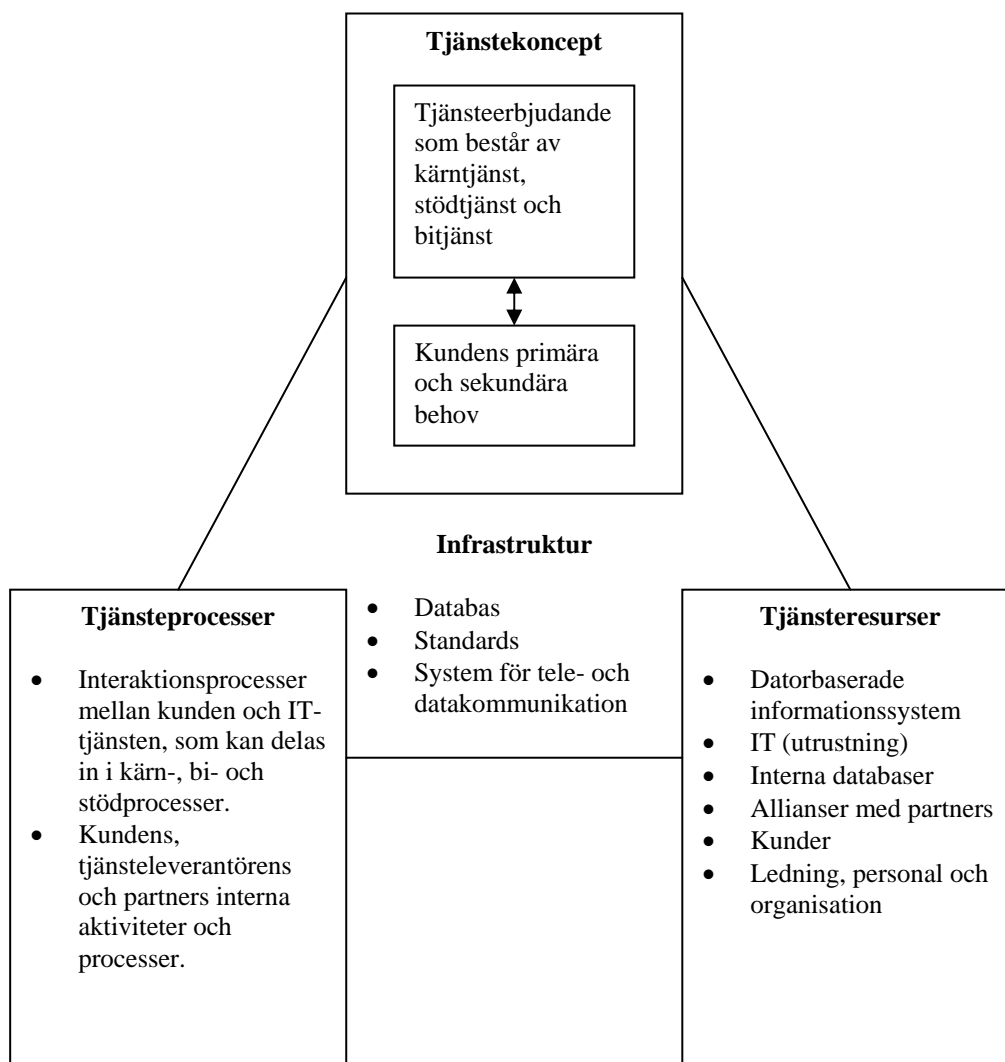 Tjänstekoncept
Tjänsteerbjudande
som består av
kärntjänst,
stödtjänst och
bitjänst
Kundens primära
och sekundära
behov
Infrastruktur
• Databas
• Standards
• System för tele- och
datakommunikation
Tjänsteprocesser
• Interaktionsprocesser
mellan kunden och IT-
tjänsten, som kan delas
in i kärn-, bi- och
stödprocesser.
• Kundens,
tjänsteleverantörens
och partners interna
aktiviteter och
processer.
Tjänsteresurser
• Datorbaserade
informationssystem
• IT (utrustning)
• Interna databaser
• Allianser med partners
• Kunder
• Ledning, personal och
organisation